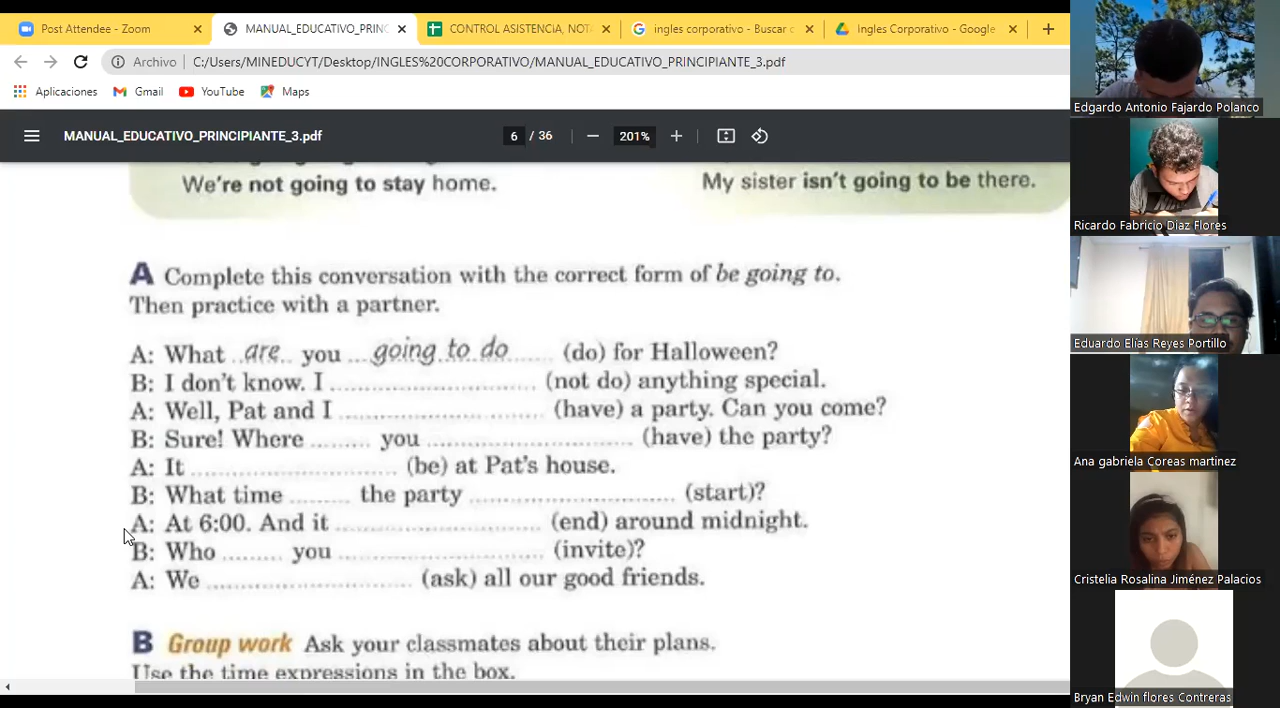 Post Attendee - Zoom
MANUAL_EDUCATIVO_PRINC
CONTROL ASISTENCIA, NOTA
ingles corporativo - Buscar c
Ingles Corporativo - Google
Archivo C:/Users/MINEDUCYT/Desktop/INGLES%20CORPORATIVO/MANUAL_EDUCATIVO_PRINCIPIANTE_3.pdf
Aplicaciones Gmail YouTube Maps
MANUAL_EDUCATIVO_PRINCIPIANTE_3.pdf 6 / 36 201%
We're not going to stay home. My sister isn't going to be there.
A Complete this conversation with the correct form of be going to.
Then practice with a partner.
A: What ..are.. you ...going to do....... (do) for Halloween?
B: I don't know. I .............................. (not do) anything special.
A: Well, Pat and I .............................. (have) a party. Can you come?
B: Sure! Where ......... you .............................. (have) the party?
A: It .............................. (be) at Pat's house.
B: What time ......... the party .............................. (start)?
A: At 6:00. And it .............................. (end) around midnight.
B: Who ......... you .............................. (invite)?
A: We .............................. (ask) all our good friends.
B Group work Ask your classmates about their plans.
Use the time expressions in the box.
Edgardo Antonio Fajardo Polanco
Ricardo Fabricio Diaz Flores
Eduardo Elías Reyes Portillo
Ana gabriela Coreas martinez
Cristelia Rosalina Jiménez Palacios
Bryan Edwin flores Contreras